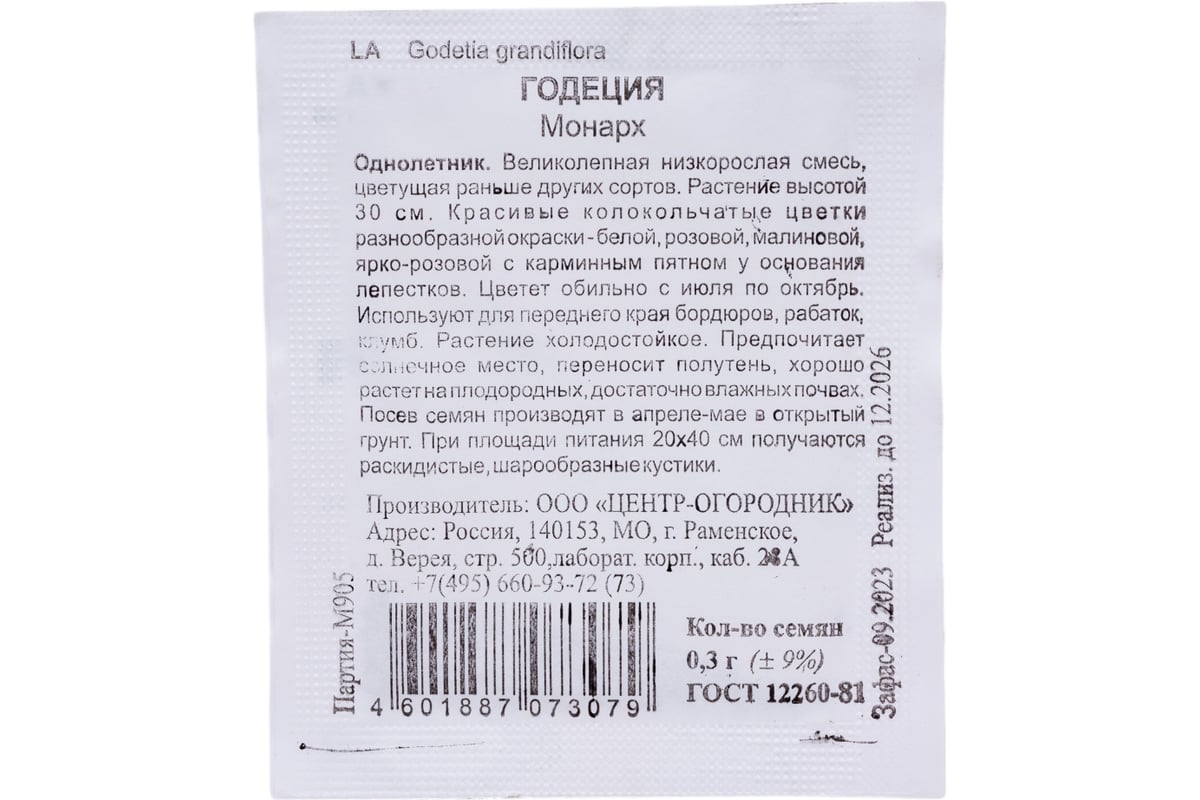 LA Godetia grandiflora
ГОДЕЦИЯ
Монарх
Однолетник. Великолепная низкорослая смесь,
цветущая раньше других сортов. Растение высотой
30 см. Красивые колокольчатые цветки
разнообразной окраски - белой, розовой, малиновой,
ярко-розовой с карминным пятном у основания
лепестков. Цветет обильно с июля по октябрь.
Используют для переднего края бордюров, рабаток,
клумб. Растение холодостойкое. Предпочитает
солнечное место, переносит полутень, хорошо
растет на плодородных, достаточно влажных почвах.
Посев семян производят в апреле-мае в открытый
грунт. При площади питания 20х40 см получаются
раскидистые, шарообразные кустики.
Производитель: ООО «ЦЕНТР-ОГОРОДНИК»
Адрес: Россия, 140153, МО, г. Раменское,
д. Верея, стр. 500, лаборат. корп., каб.
тел. +7(495) 660-93-72 (73)
Партия-М905
4 601887 073079
Кол-во семян
0,3 г (± 9%)
ГОСТ 12260-81
Зафас-09.2023 Реализ. до 12.2026